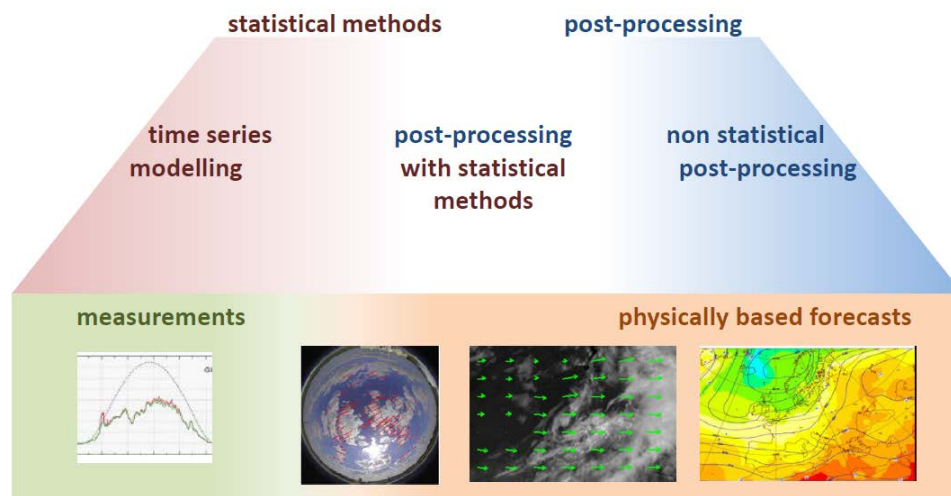 statistical methods
post-processing
time series
modelling
post-processing
with statistical
methods
non statistical
post-processing
measurements
physically based forecasts